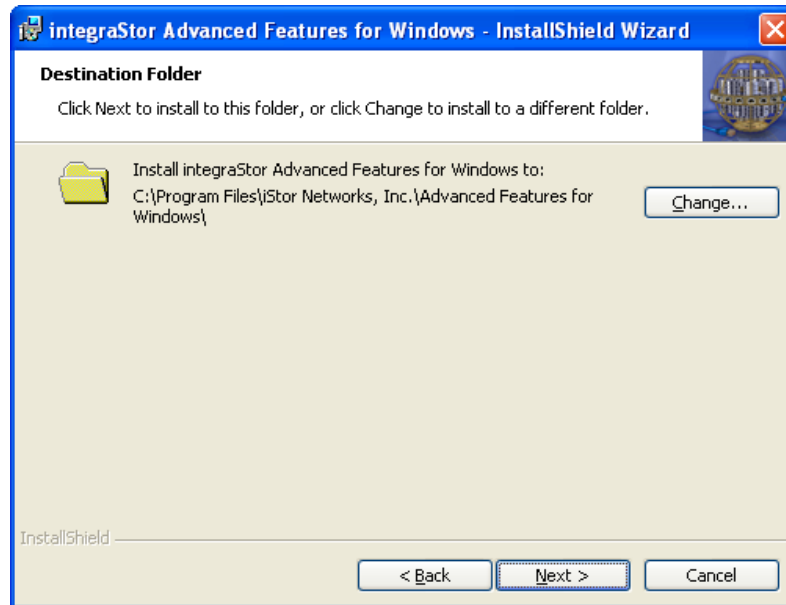 integraStor Advanced Features for Windows - InstallShield Wizard
Destination Folder
Click Next to install to this folder, or click Change to install to a different folder.
Install integraStor Advanced Features for Windows to:
C:\Program Files\iStor Networks, Inc.\Advanced Features for
Windows\
Change...
InstallShield
< Back
Next >
Cancel